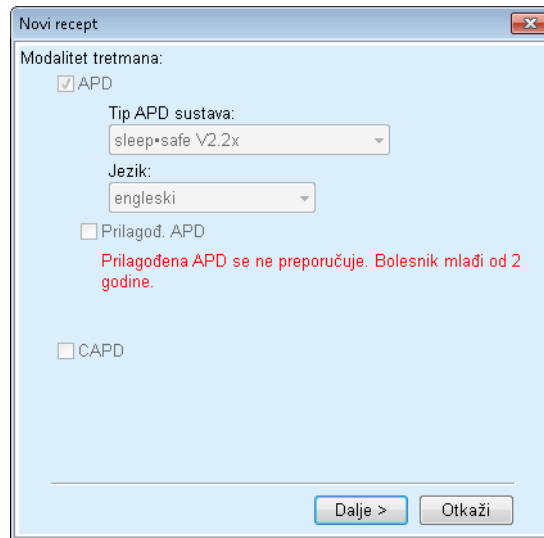 Novi recept
Modalitet tretmana:
APD
Tip APD sustava:
sleep•safe V2.2x
Jezik:
engleski
Prilagođ. APD
Prilagođena APD se ne preporučuje. Bolesnik mlađi od 2
godine.
CAPD
Dalje >
Otkaži